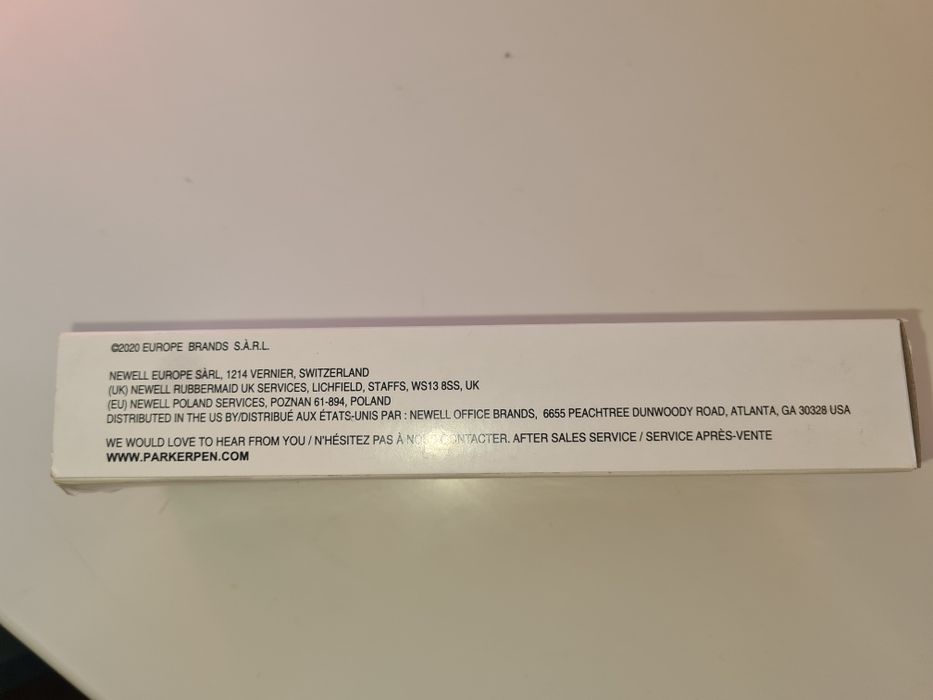 ©2020 EUROPE BRANDS S.À.R.L.
NEWELL EUROPE SÀRL, 1214 VERNIER, SWITZERLAND
(UK) NEWELL RUBBERMAID UK SERVICES, LICHFIELD, STAFFS, WS13 8SS, UK
(EU) NEWELL POLAND SERVICES, POZNAN 61-894, POLAND
DISTRIBUTED IN THE US BY/DISTRIBUÉ AUX ÉTATS-UNIS PAR : NEWELL OFFICE BRANDS, 6655 PEACHTREE DUNWOODY ROAD, ATLANTA, GA 30328 USA
WE WOULD LOVE TO HEAR FROM YOU / N'HÉSITEZ PAS À NOUS CONTACTER. AFTER SALES SERVICE / SERVICE APRÈS-VENTE
WWW.PARKERPEN.COM